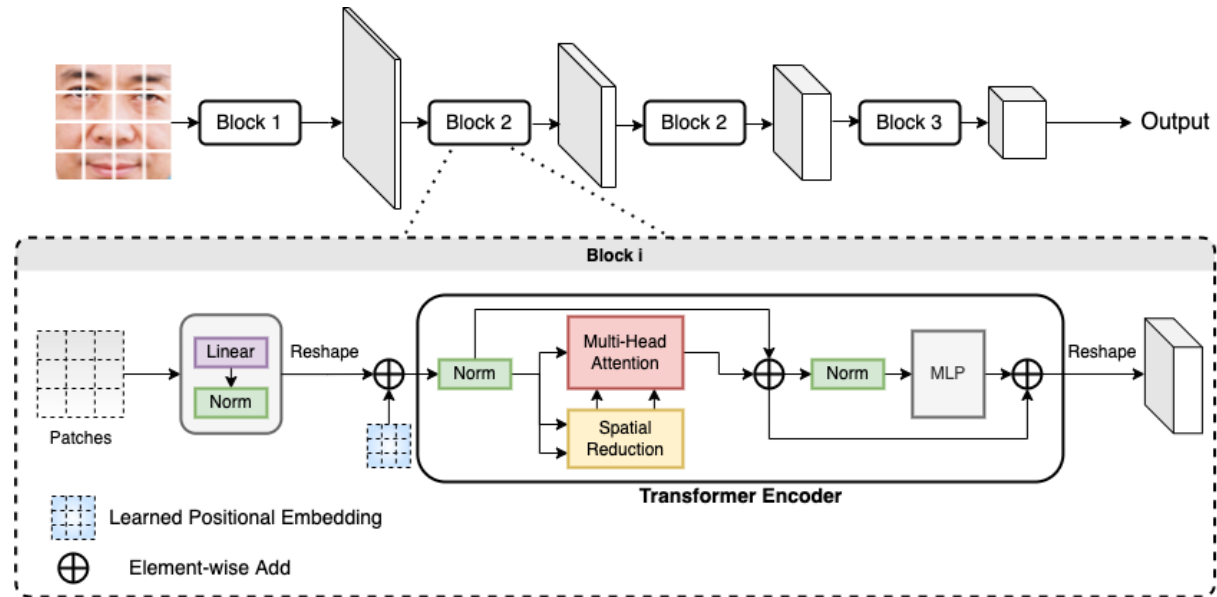 Block 1
Block 2
Block 2
Block 3
Output
Block i
Linear
Norm
Reshape
Patches
Norm
Multi-Head
Attention
Spatial
Reduction
Norm
MLP
Reshape
Transformer Encoder
Learned Positional Embedding
Element-wise Add